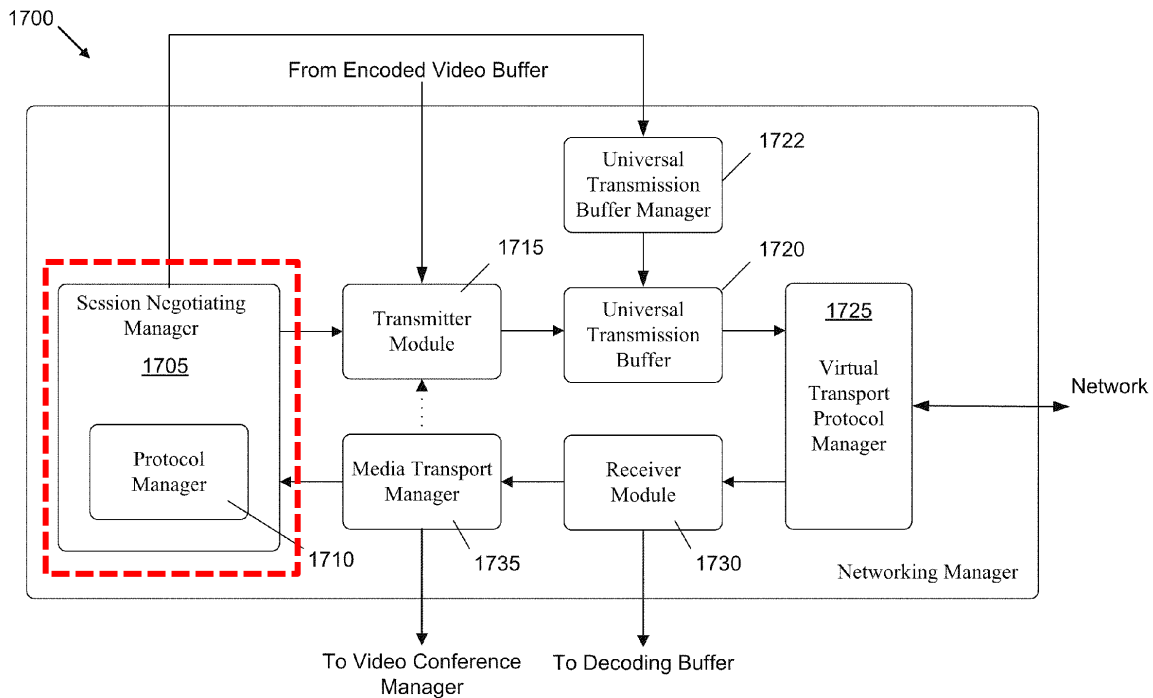 1700
From Encoded Video Buffer
1722
Universal
Transmission
Buffer Manager
1715
1720
Session Negotiating
Manager
1705
Transmitter
Module
Universal
Transmission
Buffer
1725
Virtual
Transport
Protocol
Manager
Network
Protocol
Manager
Media Transport
Manager
Receiver
Module
1710
1735
1730
Networking Manager
To Video Conference
Manager
To Decoding Buffer